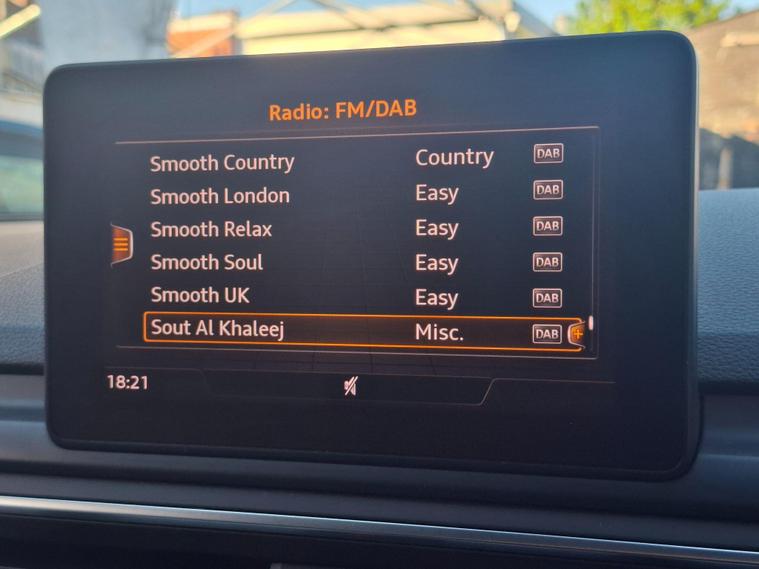 Radio: FM/DAB
Smooth Country Country DAB
Smooth London Easy DAB
Smooth Relax Easy DAB
Smooth Soul Easy DAB
Smooth UK Easy DAB
Sout Al Khaleej Misc. DAB
18:21